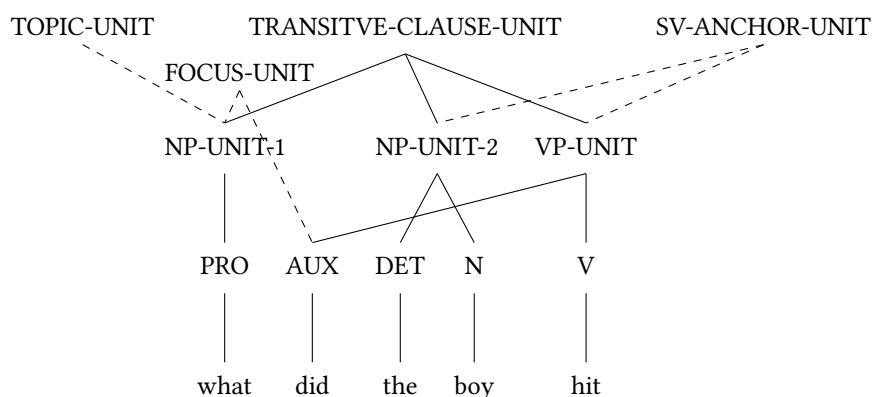 TOPIC-UNIT TRANSITVE-CLAUSE-UNIT SV-ANCHOR-UNIT
FOCUS-UNIT
NP-UNIT-1 NP-UNIT-2 VP-UNIT
PRO AUX DET N V
what did the boy hit